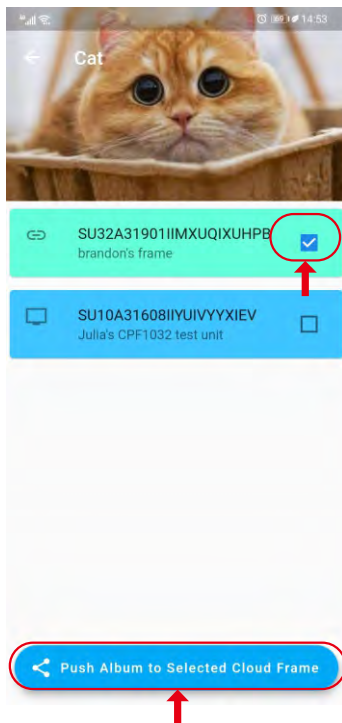 14:53
Cat
SU32A31901IIMXUQIXUHPB
brandon's frame
SU10A31608IIYUIVYYXIEV
Julia's CPF1032 test unit
Push Album to Selected Cloud Frame